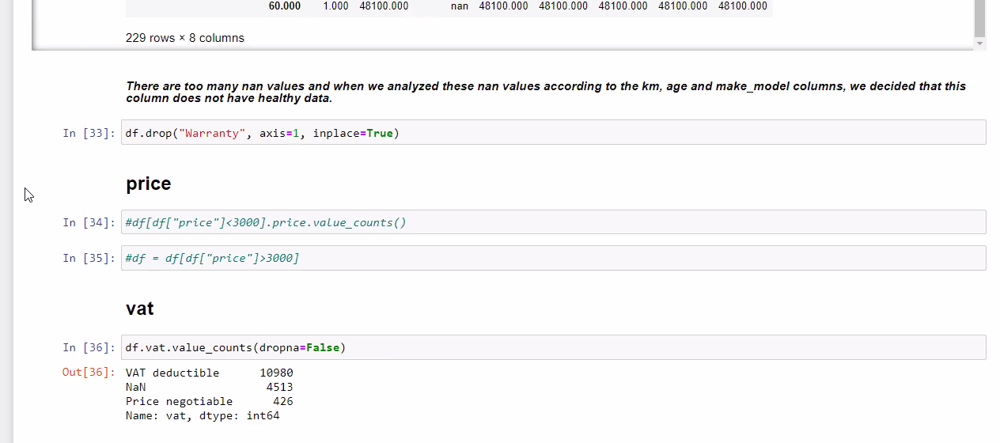 60.000 1.000 48100.000 nan 48100.000 48100.000 48100.000 48100.000 48100.000
229 rows × 8 columns
There are too many nan values and when we analyzed these nan values according to the km, age and make_model columns, we decided that this
column does not have healthy data.
In [33]: df.drop("Warranty", axis=1, inplace=True)
price
In [34]: #df[df["price"]<3000].price.value_counts()
In [35]: #df = df[df["price"]>3000]
vat
In [36]: df.vat.value_counts(dropna=False)
Out[36]: VAT deductible 10980
NaN 4513
Price negotiable 426
Name: vat, dtype: int64